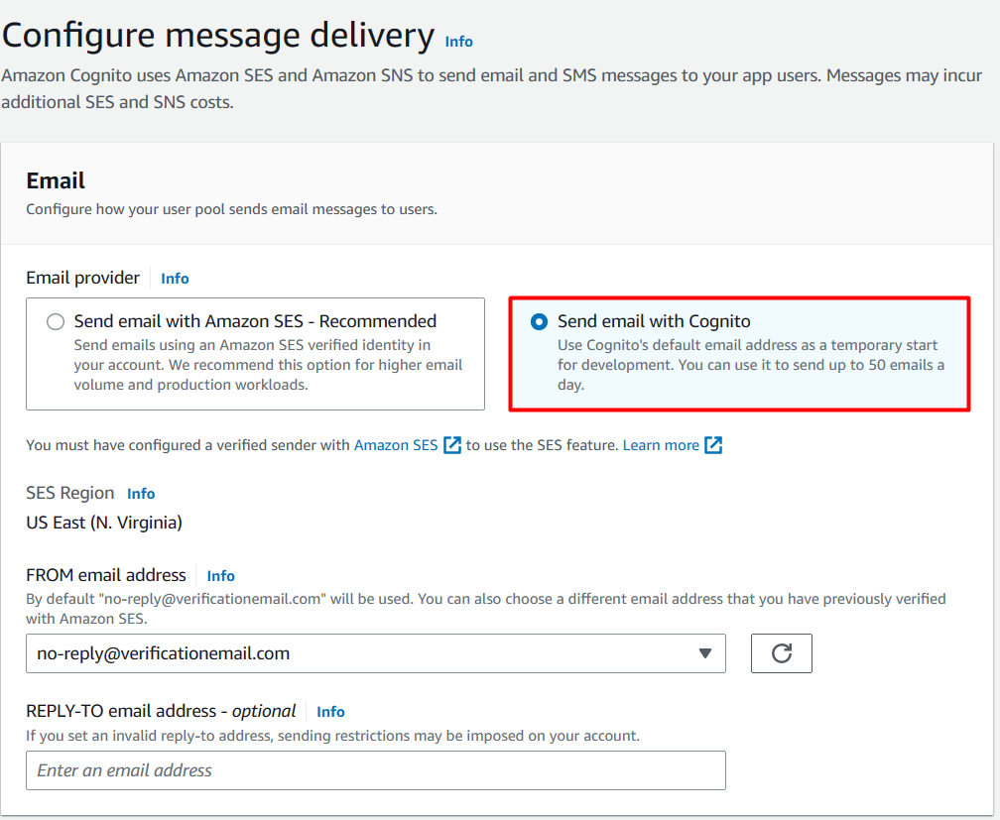 Configure message delivery Info
Amazon Cognito uses Amazon SES and Amazon SNS to send email and SMS messages to your app users. Messages may incur
additional SES and SNS costs.
Email
Configure how your user pool sends email messages to users.
Email provider Info
Send email with Amazon SES - Recommended
Send emails using an Amazon SES verified identity in
your account. We recommend this option for higher email
volume and production workloads.
Send email with Cognito
Use Cognito's default email address as a temporary start
for development. You can use it to send up to 50 emails a
day.
You must have configured a verified sender with Amazon SES to use the SES feature. Learn more
SES Region Info
US East (N. Virginia)
FROM email address Info
By default "no-reply@verificationemail.com" will be used. You can also choose a different email address that you have previously verified
with Amazon SES.
no-reply@verificationemail.com
REPLY-TO email address - optional Info
If you set an invalid reply-to address, sending restrictions may be imposed on your account.
Enter an email address